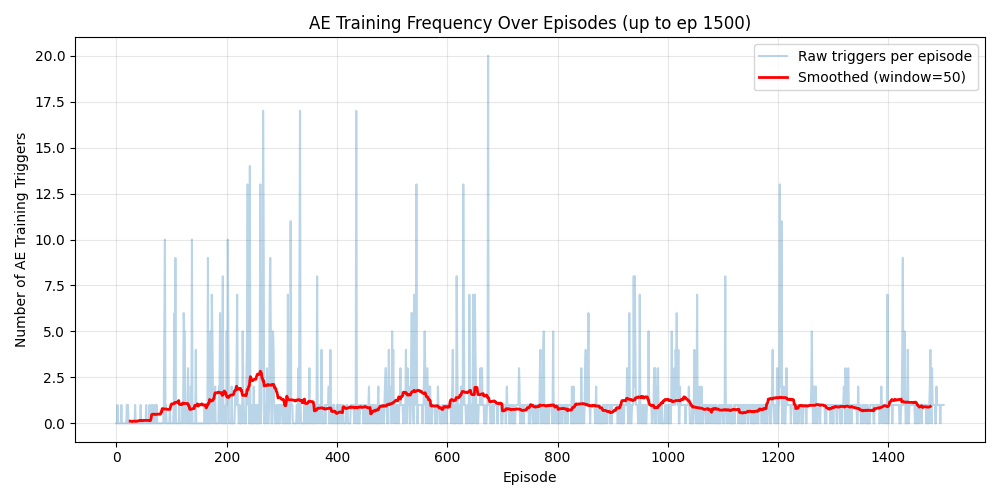 AE Training Frequency Over Episodes (up to ep 1500)
Raw triggers per episode
Smoothed (window=50)
Number of AE Training Triggers
20.0
17.5
15.0
12.5
10.0
7.5
5.0
2.5
0.0
0 200 400 600 800 1000 1200 1400
Episode